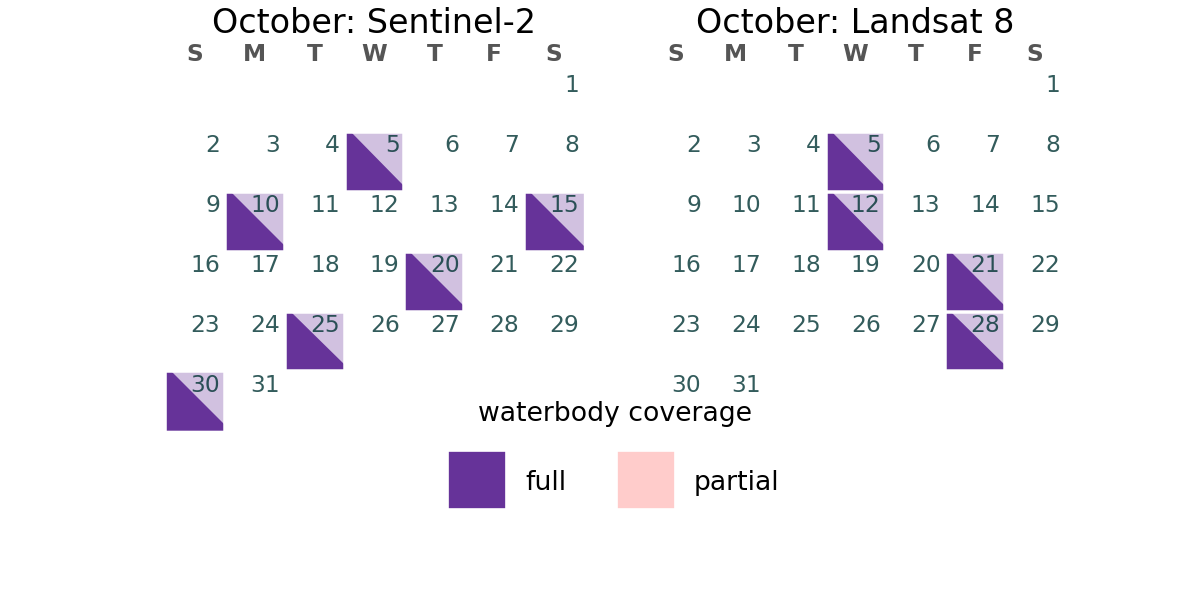 October: Sentinel-2
S M T W T F S
1
2 3 4 5 6 7 8
9 10 11 12 13 14 15
16 17 18 19 20 21 22
23 24 25 26 27 28 29
30 31
October: Landsat 8
S M T W T F S
1
2 3 4 5 6 7 8
9 10 11 12 13 14 15
16 17 18 19 20 21 22
23 24 25 26 27 28 29
30 31
waterbody coverage
full
partial